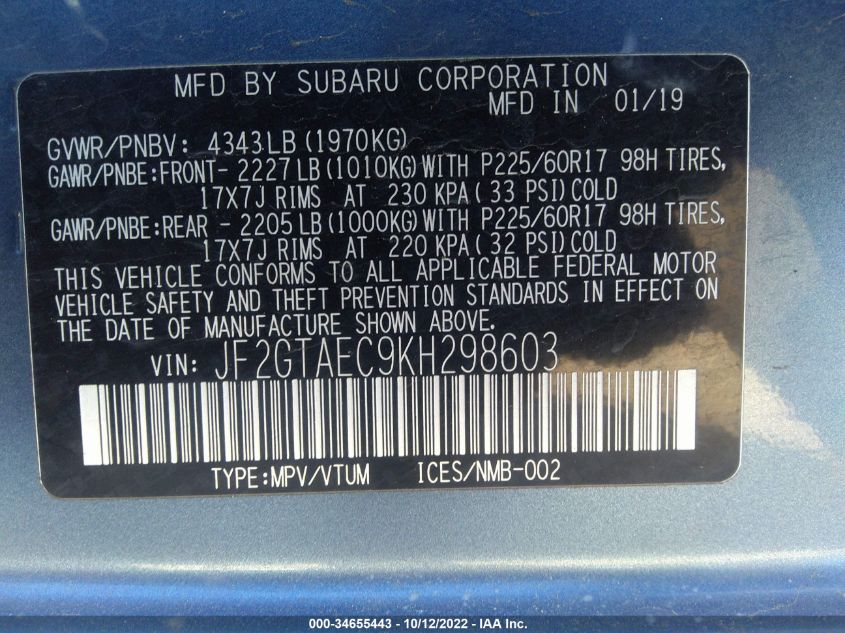 MFD BY SUBARU CORPORATION
MFD IN 01/19
GVWR/PNBV: 4343LB (1970KG)
GAWR/PNBE:FRONT- 2227LB (1010KG) WITH P225/60R17 98H TIRES,
17X7J RIMS AT 230 KPA (33 PSI) COLD
GAWR/PNBE:REAR - 2205LB (1000KG) WITH P225/60R17 98H TIRES,
17X7J RIMS AT 220 KPA (32 PSI) COLD
THIS VEHICLE CONFORMS TO ALL APPLICABLE FEDERAL MOTOR
VEHICLE SAFETY AND THEFT PREVENTION STANDARDS IN EFFECT ON
THE DATE OF MANUFACTURE SHOWN ABOVE.
VIN: JF2GTAEC9KH298603
TYPE:MPV/VTUM ICES/NMB-002
000-34655443 - 10/12/2022 - IAA Inc.